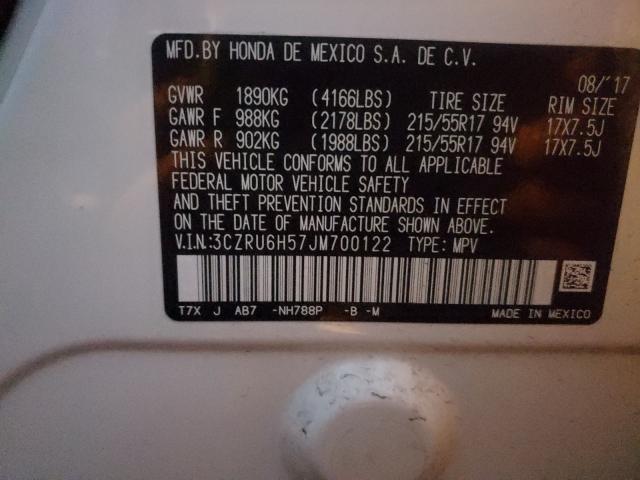 MFD.BY HONDA DE MEXICO S.A. DE C.V.
08/'17
GVWR 1890KG (4166LBS) TIRE SIZE RIM SIZE
GAWR F 988KG (2178LBS) 215/55R17 94V 17X7.5J
GAWR R 902KG (1988LBS) 215/55R17 94V 17X7.5J
THIS VEHICLE CONFORMS TO ALL APPLICABLE
FEDERAL MOTOR VEHICLE SAFETY
AND THEFT PREVENTION STANDARDS IN EFFECT
ON THE DATE OF MANUFACTURE SHOWN ABOVE.
V.I.N.:3CZRU6H57JM700122 TYPE: MPV
T7X J AB7 -NH788P -B -M MADE IN MEXICO